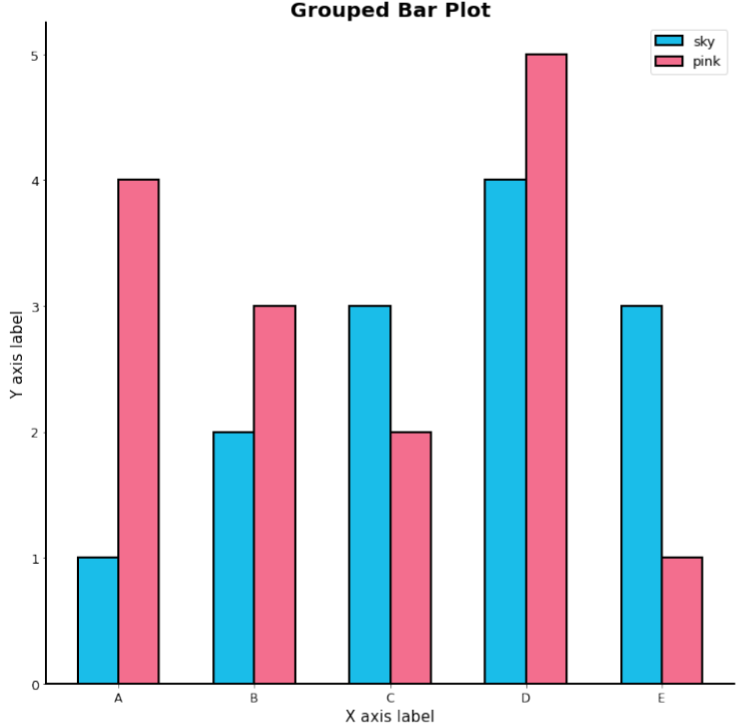 Grouped Bar Plot
sky
pink
5
4
3
2
1
0
Y axis label
A B C D E
X axis label